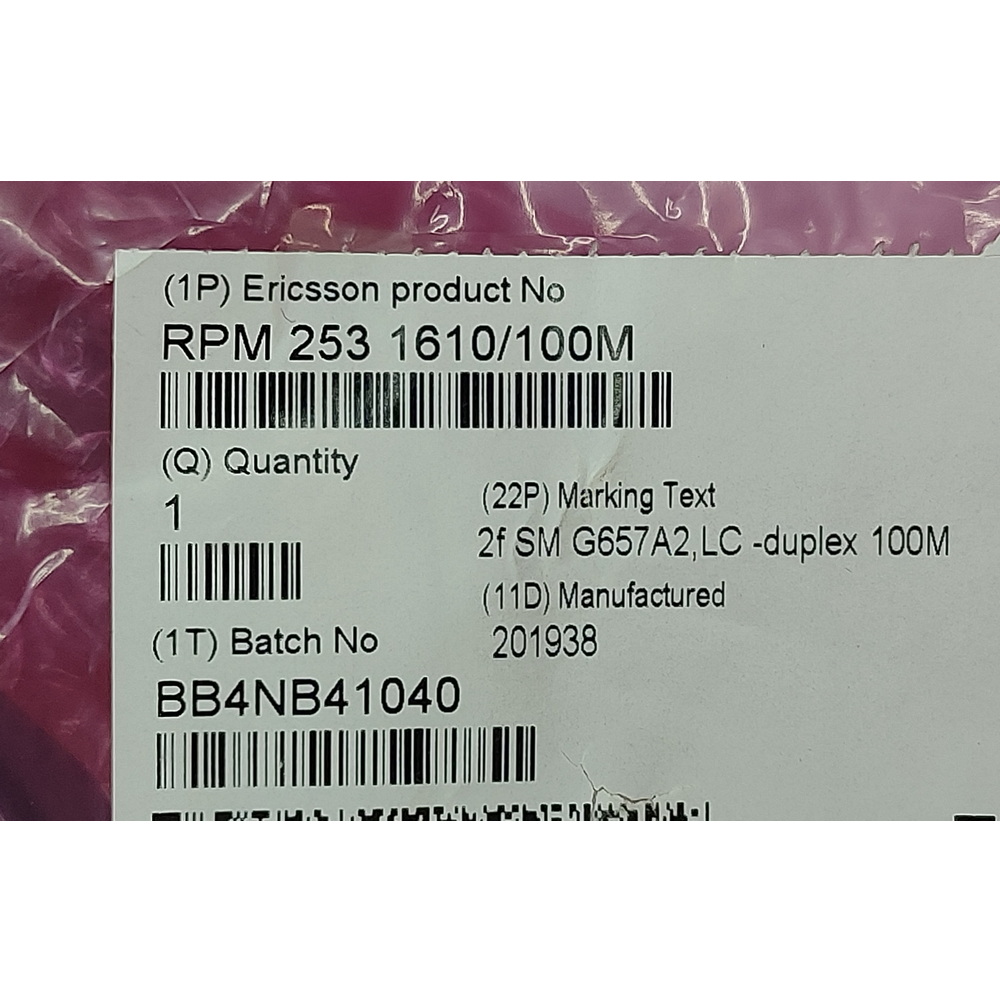 (1P) Ericsson product No
RPM 253 1610/100M
(Q) Quantity
1
(22P) Marking Text
2f SM G657A2,LC -duplex 100M
(11D) Manufactured
201938
(1T) Batch No
BB4NB41040